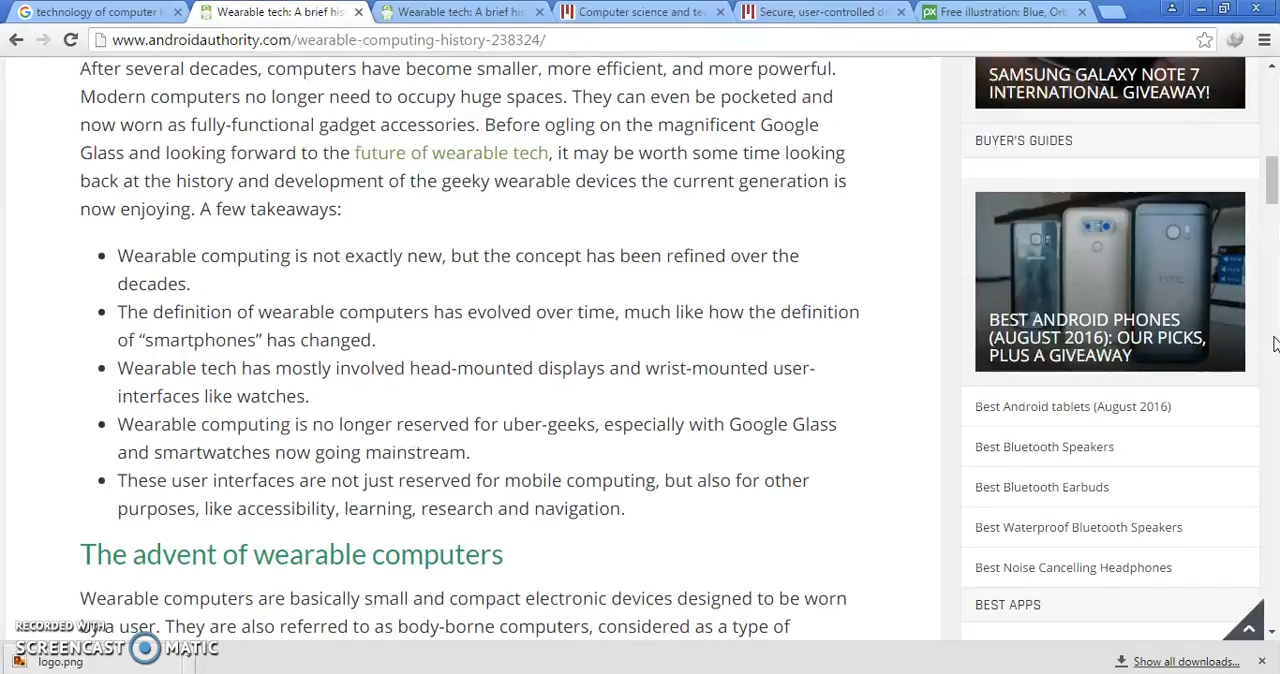 technology of computer
Wearable tech: A brief his
Wearable tech: A brief his
Computer science and te
Secure, user-controlled d
Free illustration: Blue, Orb
www.androidauthority.com/wearable-computing-history-238324/
After several decades, computers have become smaller, more efficient, and more powerful.
Modern computers no longer need to occupy huge spaces. They can even be pocketed and
now worn as fully-functional gadget accessories. Before ogling on the magnificent Google
Glass and looking forward to the future of wearable tech, it may be worth some time looking
back at the history and development of the geeky wearable devices the current generation is
now enjoying. A few takeaways:
Wearable computing is not exactly new, but the concept has been refined over the
decades.
The definition of wearable computers has evolved over time, much like how the definition
of “smartphones” has changed.
Wearable tech has mostly involved head-mounted displays and wrist-mounted user-
interfaces like watches.
Wearable computing is no longer reserved for uber-geeks, especially with Google Glass
and smartwatches now going mainstream.
These user interfaces are not just reserved for mobile computing, but also for other
purposes, like accessibility, learning, research and navigation.
The advent of wearable computers
Wearable computers are basically small and compact electronic devices designed to be worn
by a user. They are also referred to as body-borne computers, considered as a type of
SAMSUNG GALAXY NOTE 7
INTERNATIONAL GIVEAWAY!
BUYER'S GUIDES
BEST ANDROID PHONES
(AUGUST 2016): OUR PICKS,
PLUS A GIVEAWAY
Best Android tablets (August 2016)
Best Bluetooth Speakers
Best Bluetooth Earbuds
Best Waterproof Bluetooth Speakers
Best Noise Cancelling Headphones
BEST APPS
RECORDED WITH
SCREENCAST MATIC
logo.png
Show all downloads...